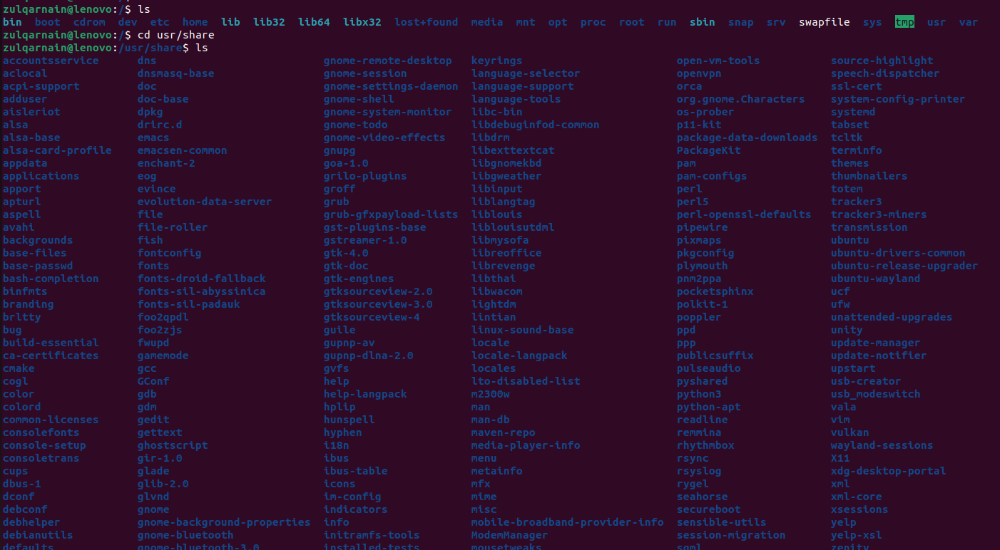 zulqarnain@lenovo:/$ ls
bin boot cdrom dev etc home lib lib32 lib64 libx32 lost+found media mnt opt proc root run sbin snap srv swapfile sys tmp usr var
zulqarnain@lenovo:/$ cd usr/share
zulqarnain@lenovo:/usr/share$ ls
accountsservice dns gnome-remote-desktop keyrings open-vm-tools source-highlight
aclocal dnsmasq-base gnome-session language-selector openvpn speech-dispatcher
acpi-support doc gnome-settings-daemon language-support orca ssl-cert
adduser doc-base gnome-shell language-tools org.gnome.Characters system-config-printer
aisleriot dpkg gnome-system-monitor libc-bin os-prober systemd
alsa drirc.d gnome-todo libdebuginfod-common p11-kit tabset
alsa-base emacs gnome-video-effects libdrm package-data-downloads tcltk
alsa-card-profile emacsen-common gnupg libexttextcat PackageKit terminfo
appdata enchant-2 goa-1.0 libgnomekbd pam themes
applications eog grilo-plugins libgweather pam-configs thumbnailers
apport evince groff libinput perl totem
apturl evolution-data-server grub liblangtag perl5 tracker3
aspell file grub-gfxpayload-lists liblouis perl-openssl-defaults tracker3-miners
avahi file-roller gst-plugins-base liblouisutdml pipewire transmission
backgrounds fish gstreamer-1.0 libmysofa pixmaps ubuntu
base-files fontconfig gtk-4.0 libreoffice pkgconfig ubuntu-drivers-common
base-passwd fonts gtk-doc librevenge plymouth ubuntu-release-upgrader
bash-completion fonts-droid-fallback gtk-engines libthai pnm2ppa ubuntu-wayland
binfmts fonts-sil-abyssinica gtksourceview-2.0 libwacom pocketsphinx ucf
branding fonts-sil-padauk gtksourceview-3.0 lightdm polkit-1 ufw
brltty foo2qpdl gtksourceview-4 lintian poppler unattended-upgrades
bug foo2zjs guile linux-sound-base ppd unity
build-essential fwupd gupnp-av locale ppp update-manager
ca-certificates gamemode gupnp-dlna-2.0 locale-langpack publicsuffix update-notifier
cmake gcc gvfs locales pulseaudio upstart
cogl GConf help lto-disabled-list pyshared usb-creator
color gdb help-langpack m2300w python3 usb_modeswitch
colord gdm hplip man python-apt vala
common-licenses gedit hunspell man-db readline vim
consolefonts gettext hyphen maven-repo remmina vulkan
console-setup ghostscript i18n media-player-info rhythmbox wayland-sessions
consoletrans gir-1.0 ibus menu rsync X11
cups glade ibus-table metainfo rsyslog xdg-desktop-portal
dbus-1 glib-2.0 icons mfx rygel xml
dconf glvnd im-config mime seahorse xml-core
debconf gnome indicators misc secureboot xsessions
debhelper gnome-background-properties info mobile-broadband-provider-info sensible-utils yelp
debianutils gnome-bluetooth initramfs-tools ModemManager session-migration yelp-xsl
defaults gnome-bluetooth-3.0 installed-tests mousetweaks sgml zenity